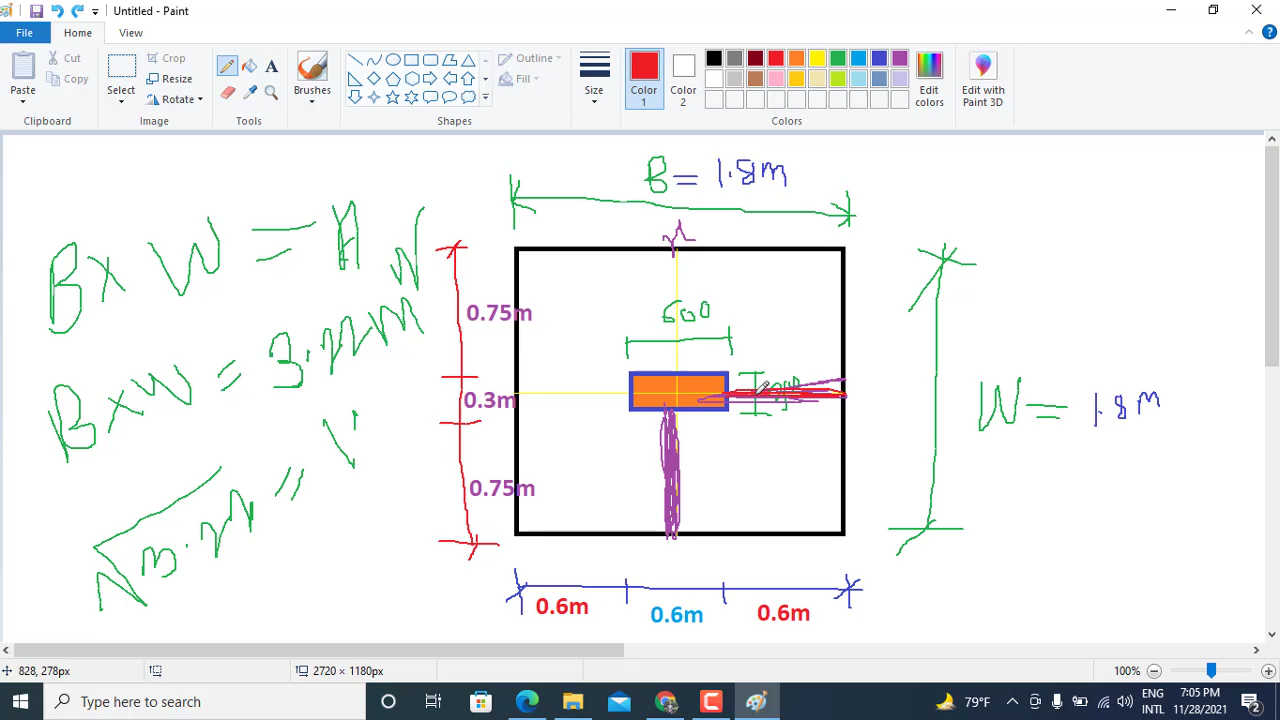 Untitled - Paint
File
Home
View
Paste
Cut
Copy
Clipboard
Select
Crop
Resize
Rotate
Image
Tools
Brushes
Shapes
Outline
Fill
Size
Color
1
Color
2
Edit
colors
Edit with
Paint 3D
Colors
B = 1.8m
B x W = A
B x W =
0.75m
600
0.3m
0.75m
W = 1.8m
0.6m
0.6m
0.6m
828, 278px
2720 × 1180px
100%
Type here to search
79°F
ENG
INTL
7:05 PM
11/28/2021
2